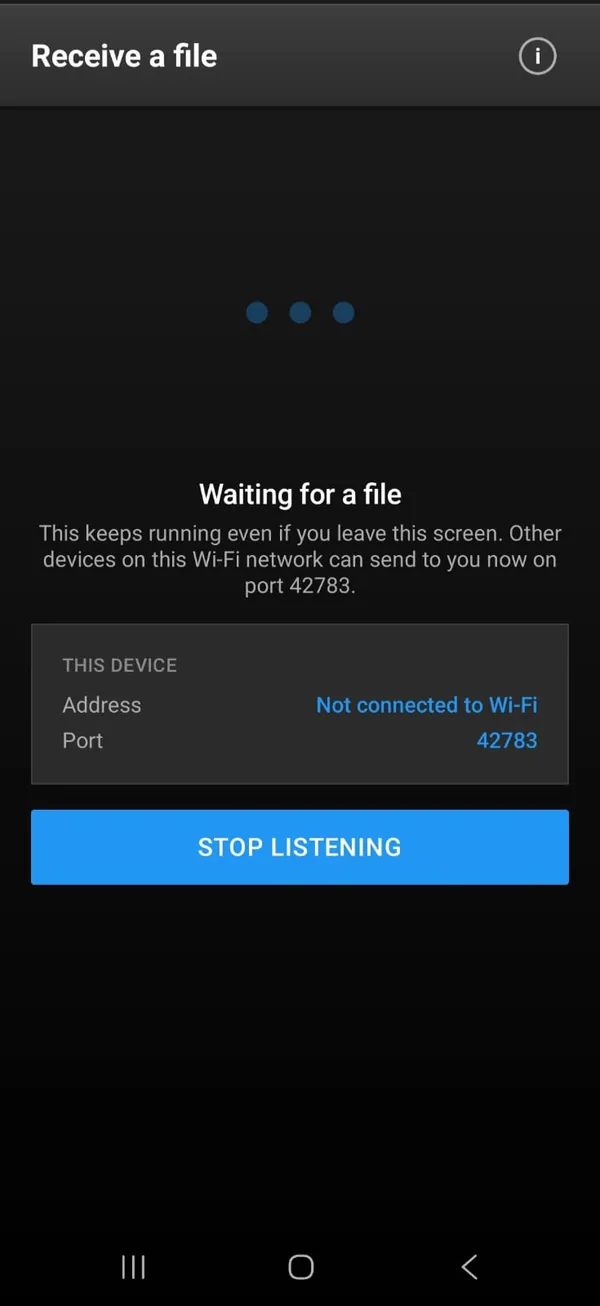 Receive a file
i
Waiting for a file
This keeps running even if you leave this screen. Other
devices on this Wi-Fi network can send to you now on
port 42783.
THIS DEVICE
Address Not connected to Wi-Fi
Port 42783
STOP LISTENING